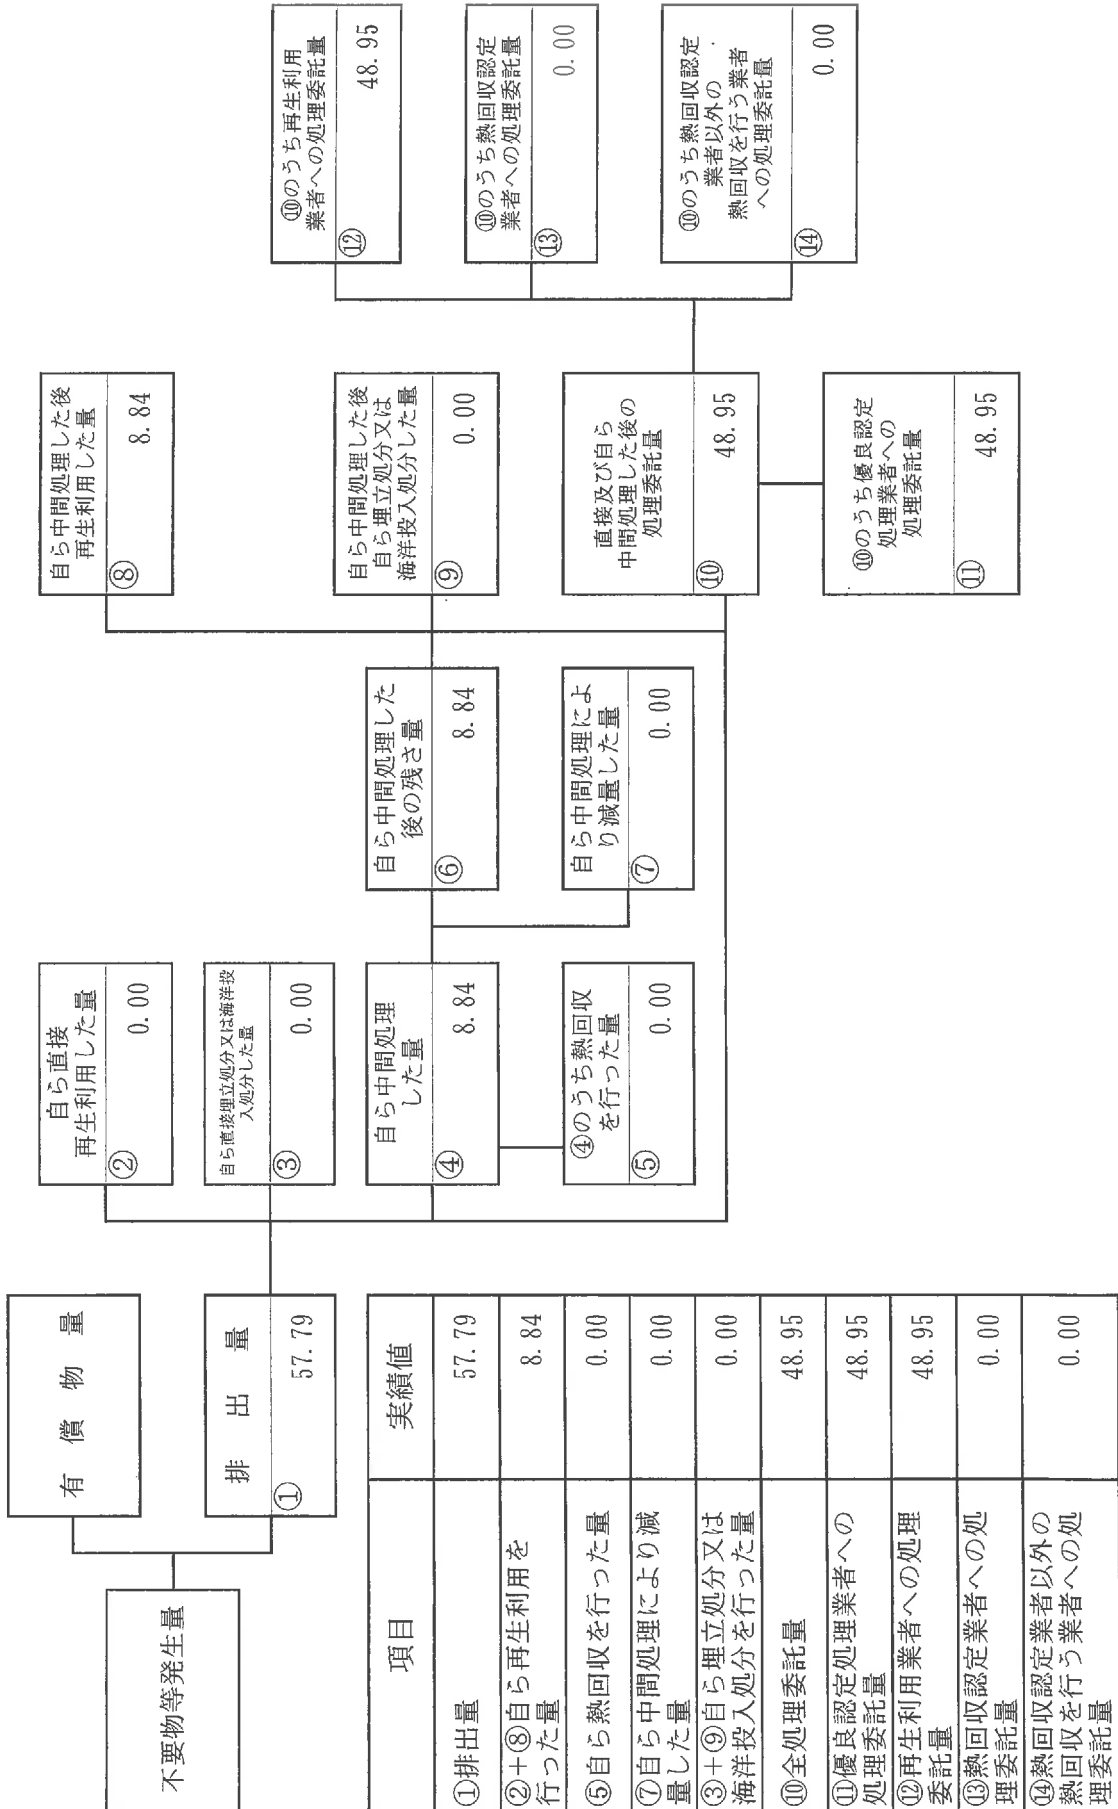 不要物等発生量
有償物量
排出量
① 57.79
自ら直接
再生利用した量
② 0.00
自ら直接埋立処分又は海洋投
入処分した量
③ 0.00
自ら中間処理
した量
④ 8.84
④のうち熱回収
を行った量
⑤ 0.00
自ら中間処理した
後の残さ量
⑥ 8.84
自ら中間処理によ
り減量した量
⑦ 0.00
自ら中間処理した後
再生利用した量
⑧ 8.84
自ら中間処理した後
自ら埋立処分又は
海洋投入処分した量
⑨ 0.00
直接及び自ら
中間処理した後の
処理委託量
⑩ 48.95
⑩のうち優良認定
処理業者への
処理委託量
⑪ 48.95
⑩のうち再生利用
業者への処理委託量
⑫ 48.95
⑩のうち熱回収認定
業者への処理委託量
⑬ 0.00
⑩のうち熱回収認定
業者以外の
熱回収を行う業者
への処理委託量
⑭ 0.00
項目 実績値
①排出量 57.79
②+⑧自ら再生利用を
行った量 8.84
⑤自ら熱回収を行った量 0.00
⑦自ら中間処理により減
量した量 0.00
③+⑨自ら埋立処分又は
海洋投入処分を行った量 0.00
⑩全処理委託量 48.95
⑪優良認定処理業者への
処理委託量 48.95
⑫再生利用業者への処理
委託量 48.95
⑬熱回収認定業者への処
理委託量 0.00
⑭熱回収認定業者以外の
熱回収を行う業者への処
理委託量 0.00